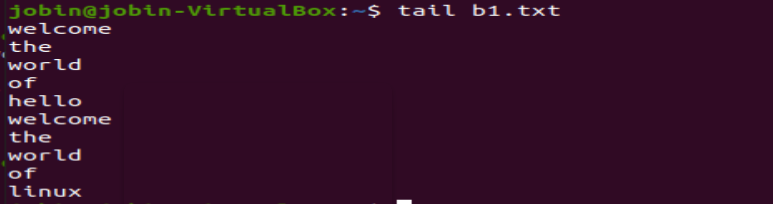 jobin@jobin-VirtualBox:~$ tail b1.txt
welcome
the
world
of
hello
welcome
the
world
of
linux